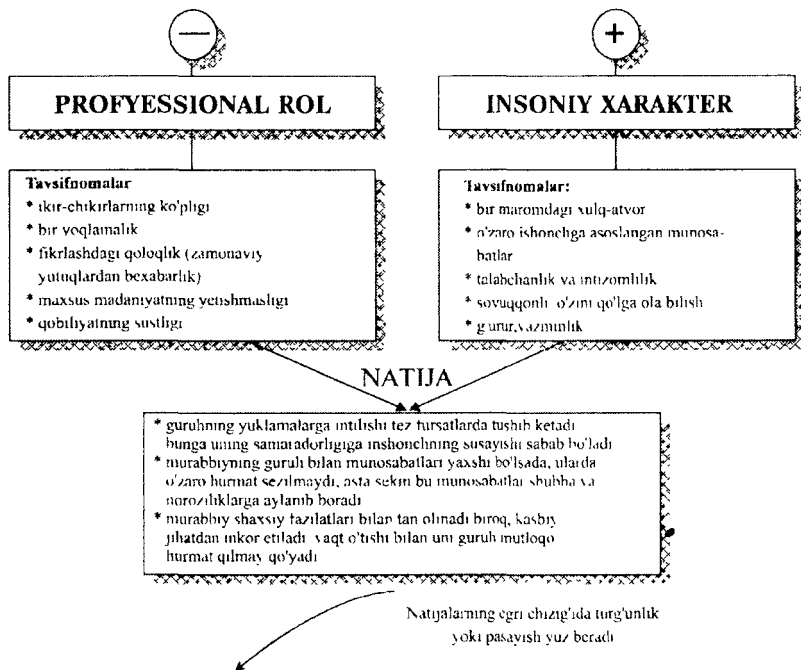 —
+
PROFYESSIONAL ROL
INSONIY XARAKTER
Tavsifnomalar
* ikir-chikirlarning ko'pligi
* bir yoqlamalik
* fikrlashdagi qoloqlik (zamonaviy
yutuqlardan bexabarlik)
* maxsus madaniyatning yetishmasligi
* qobiliyatning sustligi
Tavsifnomalar:
* bir maromdagi xulq-atvor
* o'zaro ishonchga asoslangan munosa-
batlar
* talabchanlik va intizomlilik
* sovuqqonli o'zini qo'lga ola bilish
* g'urur,vazminlik
NATIJA
* guruhning yuklamalarga intilishi tez fursatlarda tushib ketadi
bunga uning samaradorligiga inshonchning susayishi sabab bo'ladi
* murabbiyning guruh bilan munosabatlari yaxshi bo'lsada, ularda
o'zaro hurmat sezilmaydi, asta sekin bu munosabatlar shubha va
noroziliklarga aylanib boradi
* murabbiy shaxsiy fazilatlari bilan tan olinadi biroq, kasbiy
jihatdan inkor etiladi vaqt o'tishi bilan uni guruh mutloqo
hurmat qilmay qo'yadi
Natijalarning egri chizig'ida turg'unlik
yoki pasayish yuz beradi